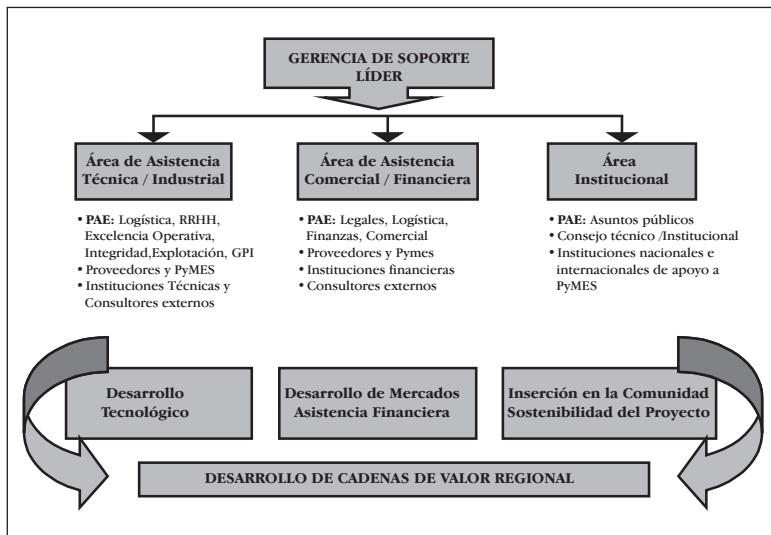 GERENCIA DE SOPORTE
LÍDER
Área de Asistencia
Técnica / Industrial
• PAE: Logística, RRHH,
Excelencia Operativa,
Integridad,Explotación, GPI
• Proveedores y PyMES
• Instituciones Técnicas y
Consultores externos
Área de Asistencia
Comercial / Financiera
• PAE: Legales, Logística,
Finanzas, Comercial
• Proveedores y Pymes
• Instituciones financieras
• Consultores externos
Área
Institucional
• PAE: Asuntos públicos
• Consejo técnico /Institucional
• Instituciones nacionales e
internacionales de apoyo a
PyMES
Desarrollo
Tecnológico
Desarrollo de Mercados
Asistencia Financiera
Inserción en la Comunidad
Sostenibilidad del Proyecto
DESARROLLO DE CADENAS DE VALOR REGIONAL